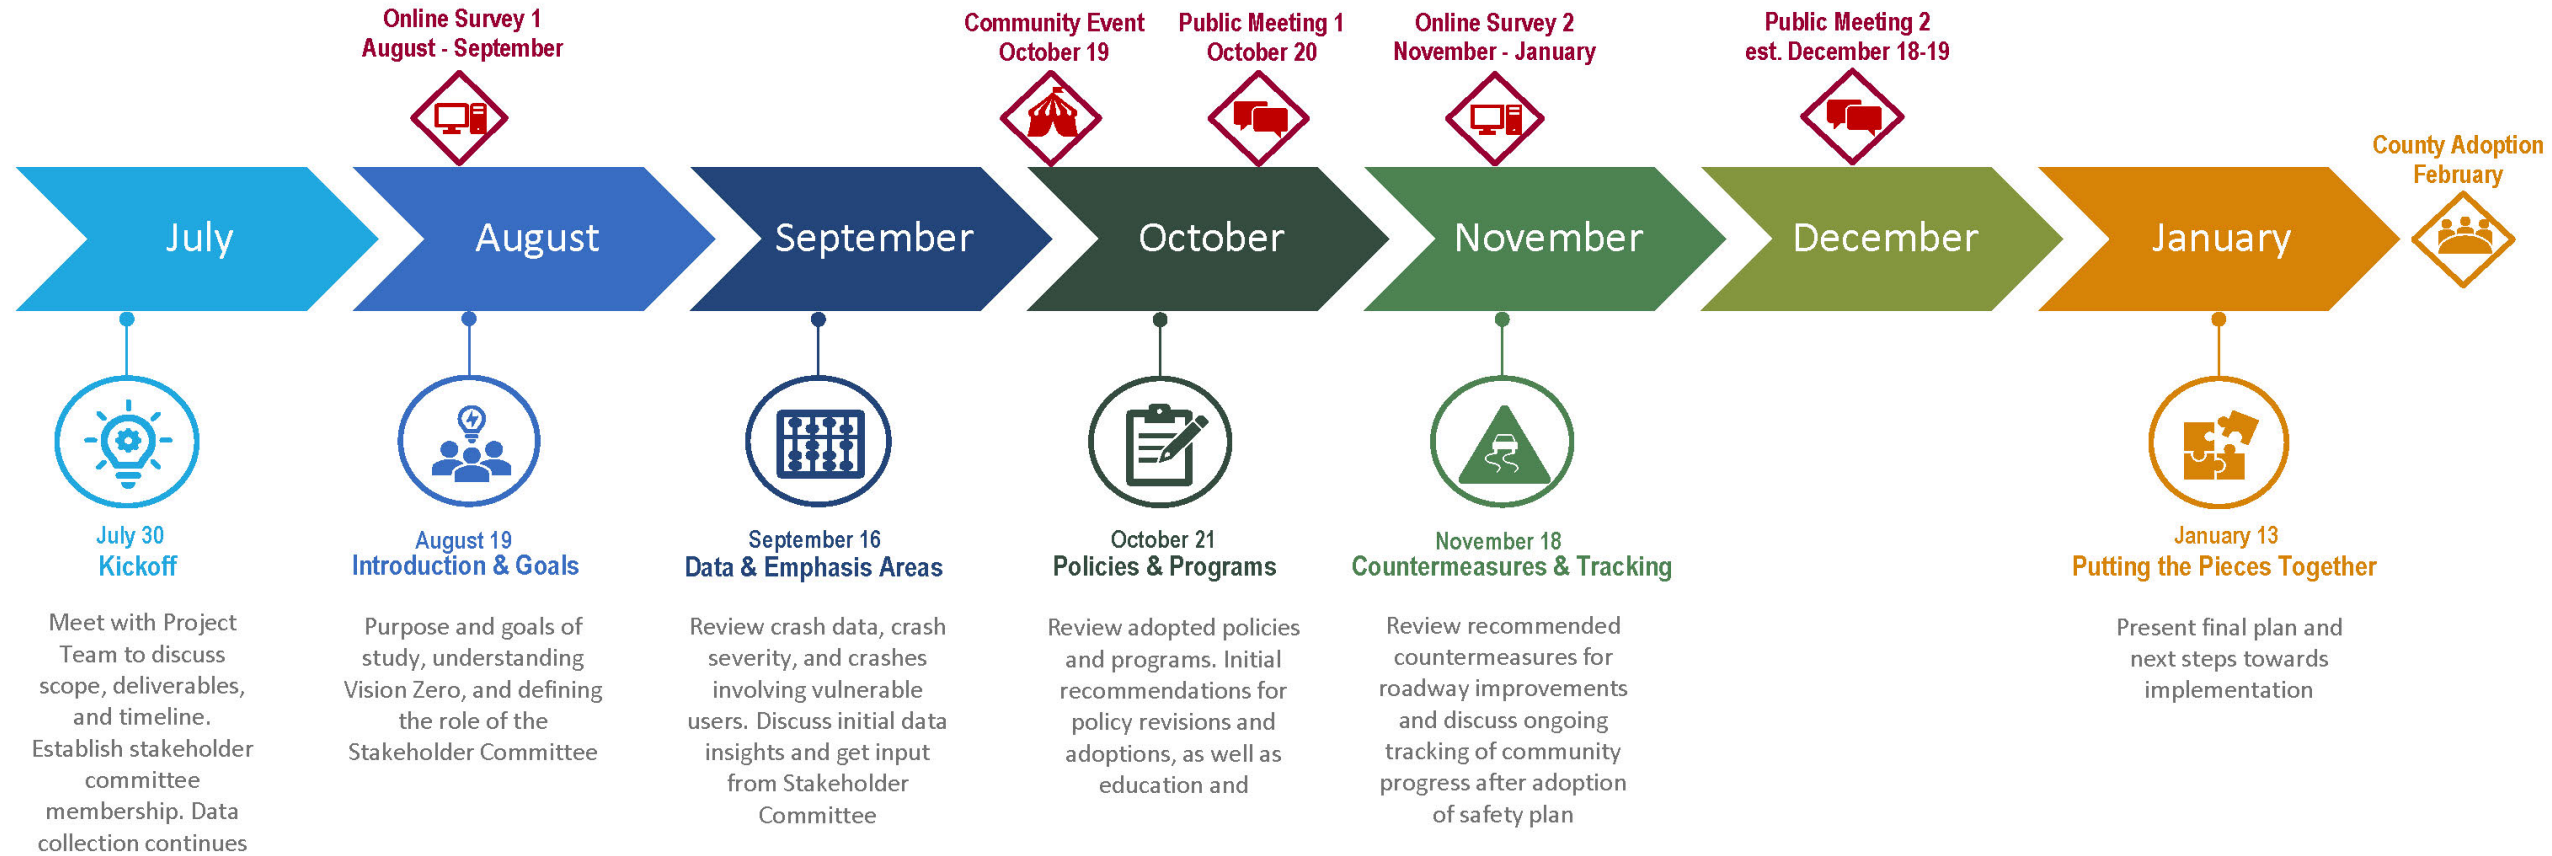 Online Survey 1
August - September
Community Event
October 19
Public Meeting 1
October 20
Online Survey 2
November - January
Public Meeting 2
est. December 18-19
County Adoption
February
July
August
September
October
November
December
January
July 30
Kickoff
Meet with Project
Team to discuss
scope, deliverables,
and timeline.
Establish stakeholder
committee
membership. Data
collection continues
August 19
Introduction & Goals
Purpose and goals of
study, understanding
Vision Zero, and defining
the role of the
Stakeholder Committee
September 16
Data & Emphasis Areas
Review crash data, crash
severity, and crashes
involving vulnerable
users. Discuss initial data
insights and get input
from Stakeholder
Committee
October 21
Policies & Programs
Review adopted policies
and programs. Initial
recommendations for
policy revisions and
adoptions, as well as
education and
November 18
Countermeasures & Tracking
Review recommended
countermeasures for
roadway improvements
and discuss ongoing
tracking of community
progress after adoption
of safety plan
January 13
Putting the Pieces Together
Present final plan and
next steps towards
implementation